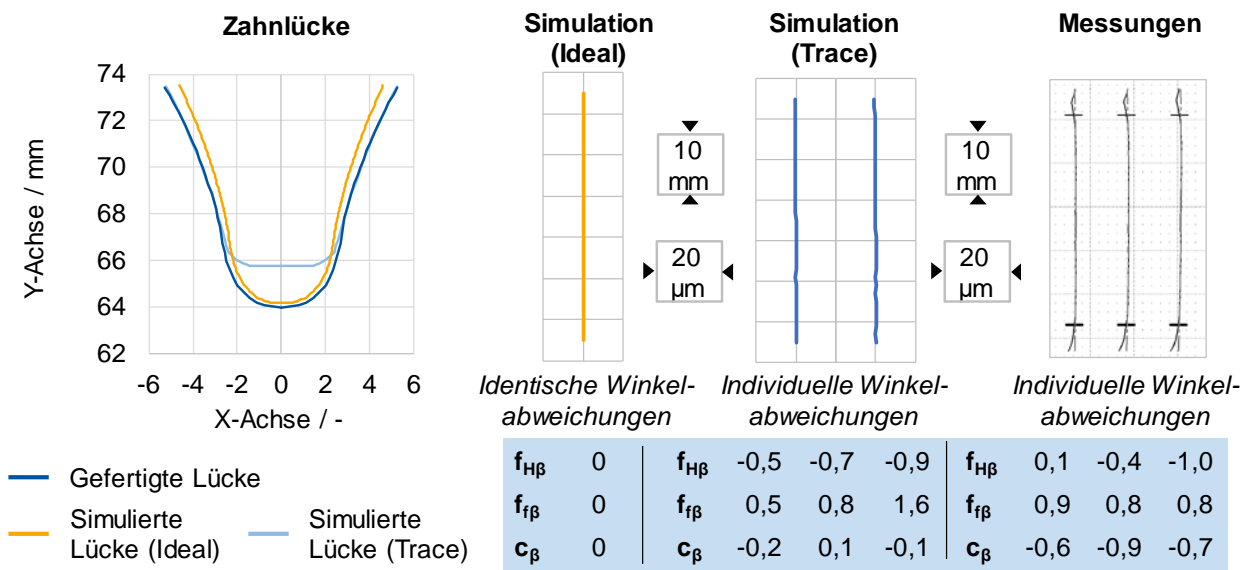 Zahnlücke
Y-Achse / mm
74
72
70
68
66
64
62
-6 -4 -2 0 2 4 6
X-Achse / -
Gefertigte Lücke
Simulierte
Lücke (Ideal)
Simulierte
Lücke (Trace)
Simulation
(Ideal)
Simulation
(Trace)
Messungen
10
mm
20
µm
10
mm
20
µm
Identische Winkel-
abweichungen
Individuelle Winkel-
abweichungen
Individuelle Winkel-
abweichungen
fHβ 0 fHβ -0,5 -0,7 -0,9 fHβ 0,1 -0,4 -1,0
ffβ 0 ffβ 0,5 0,8 1,6 ffβ 0,9 0,8 0,8
cβ 0 cβ -0,2 0,1 -0,1 cβ -0,6 -0,9 -0,7